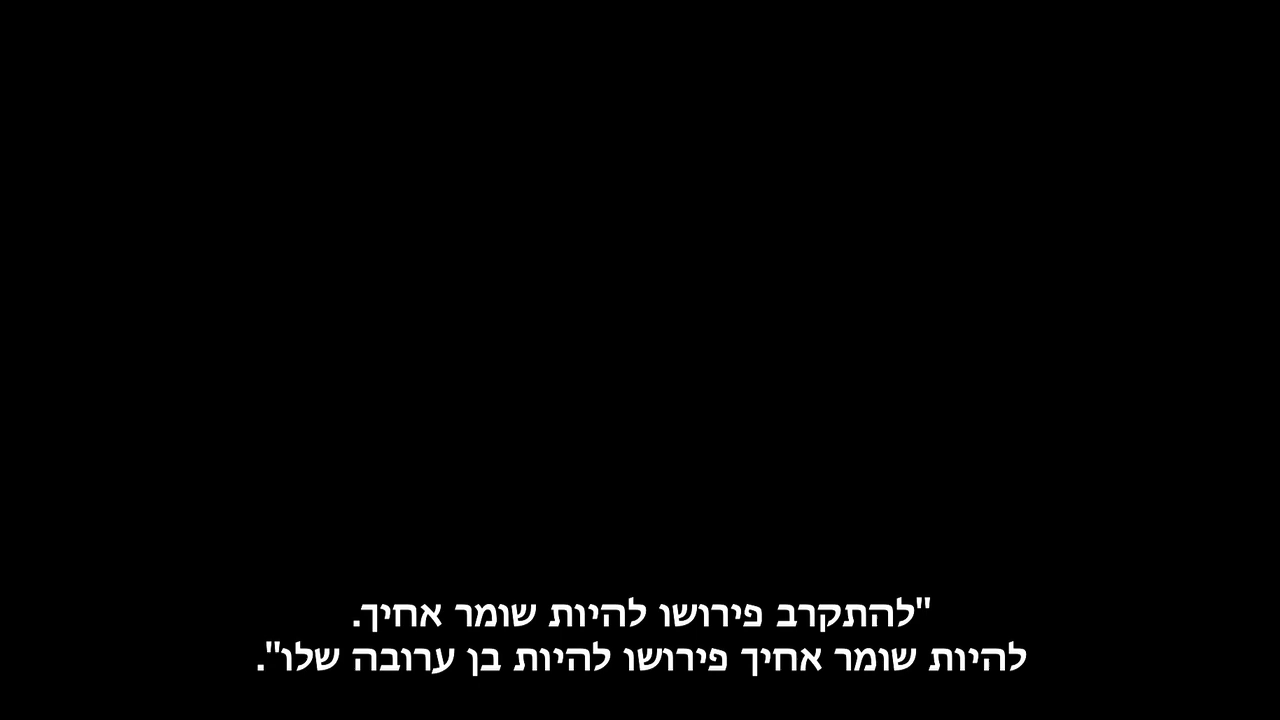 "להתקרב פירושו להיות שומר אחיך.
להיות שומר אחיך פירושו להיות בן ערובה שלו".